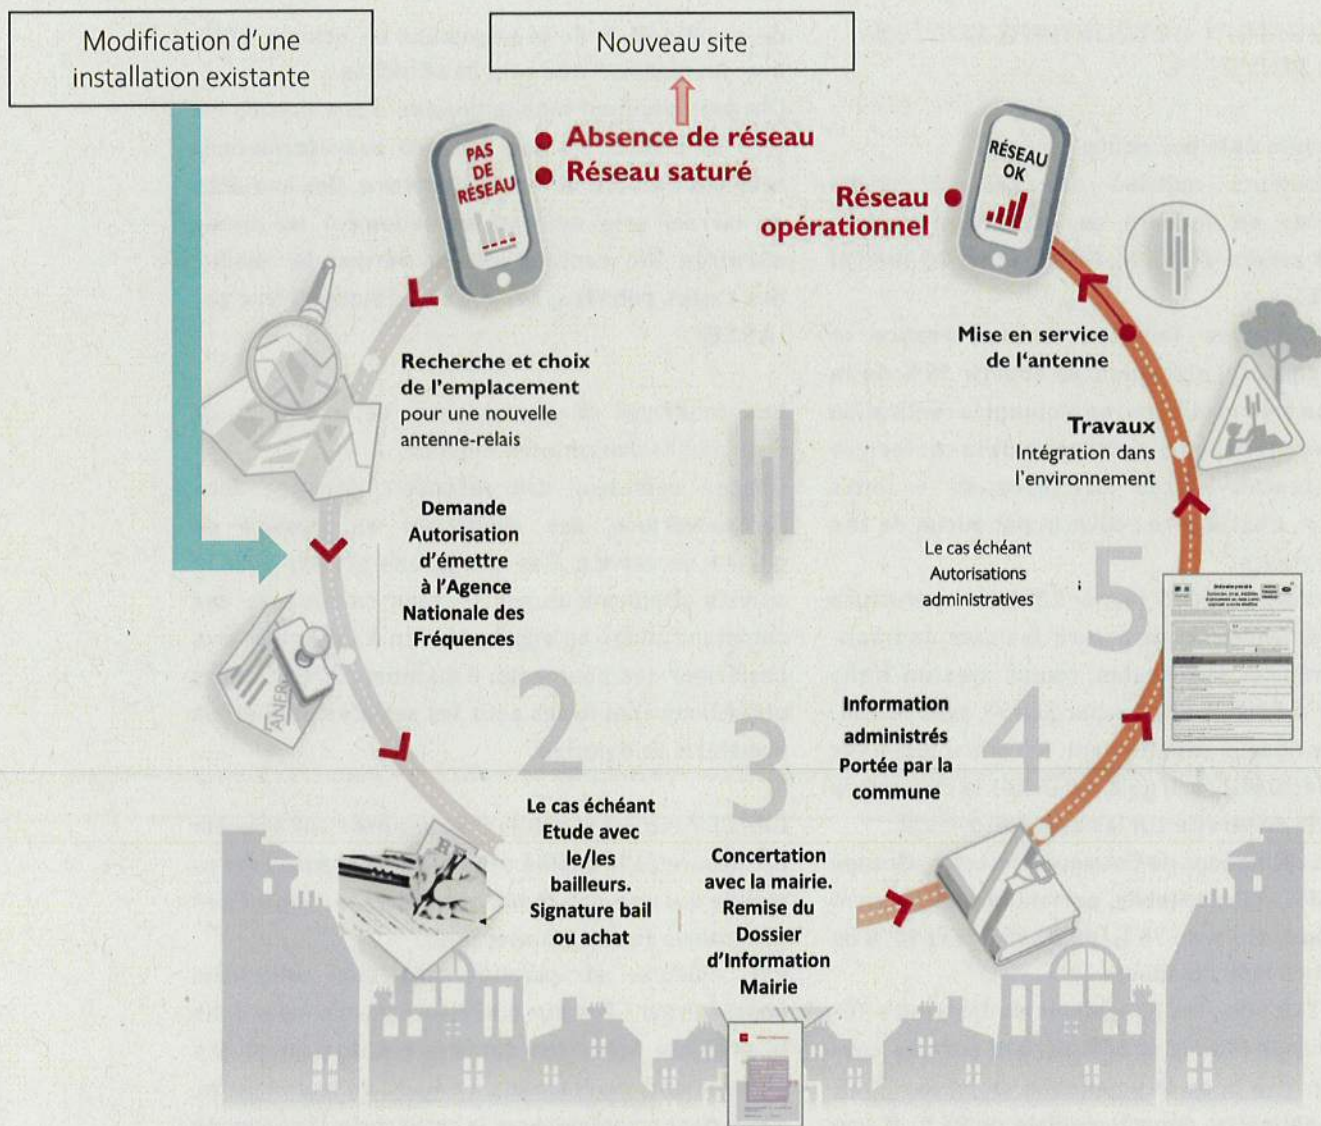 Modification d'une
installation existante
Nouveau site
PAS
DE
RÉSEAU
Absence de réseau
Réseau saturé
Réseau
opérationnel
RÉSEAU
OK
Recherche et choix
de l'emplacement
pour une nouvelle
antenne-relais
Demande
Autorisation
d'émettre
à l'Agence
Nationale des
Fréquences
ANFR
2
Le cas échéant
Etude avec
le/les
bailleurs.
Signature bail
ou achat
3
Concertation
avec la mairie.
Remise du
Dossier
d'Information
Mairie
4
Information
administrés
Portée par la
commune
5
Le cas échéant
Autorisations
administratives
Travaux
Intégration dans
l'environnement
Mise en service
de l'antenne